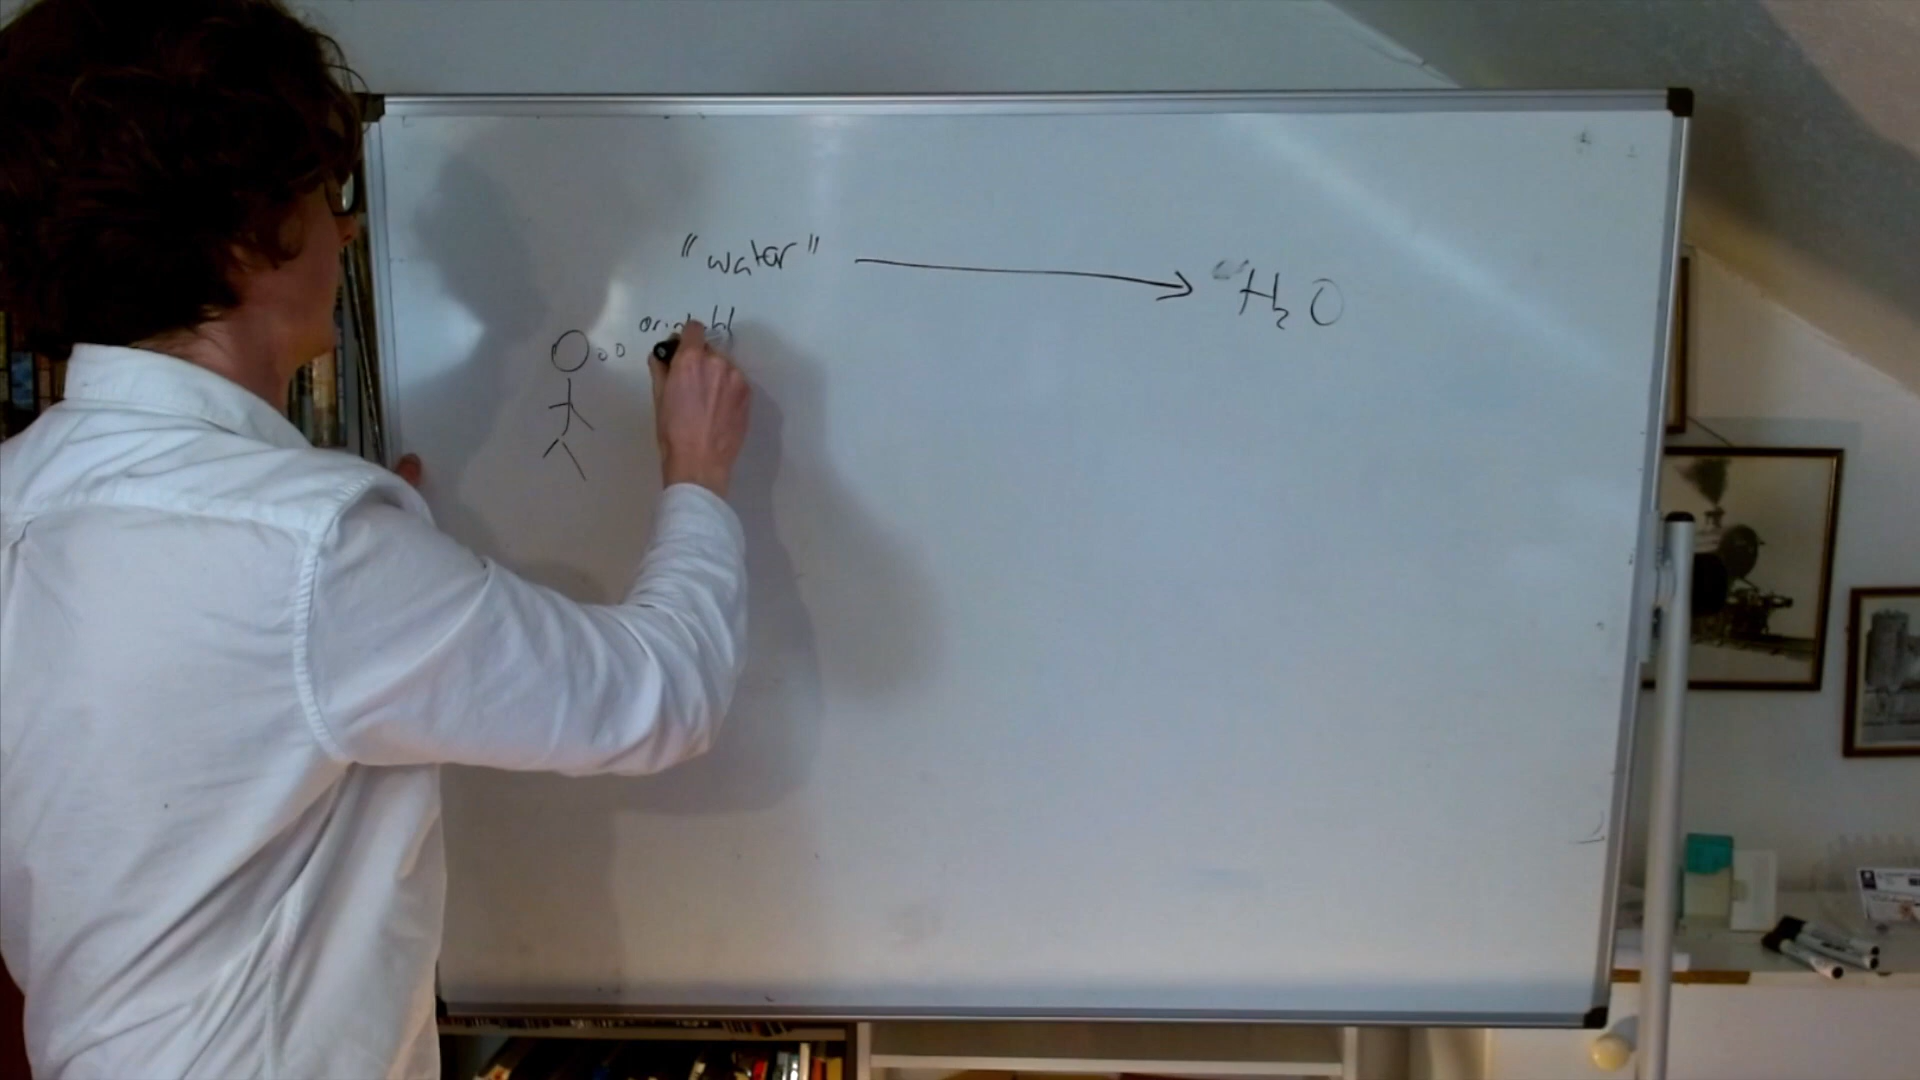 "water" → H₂O